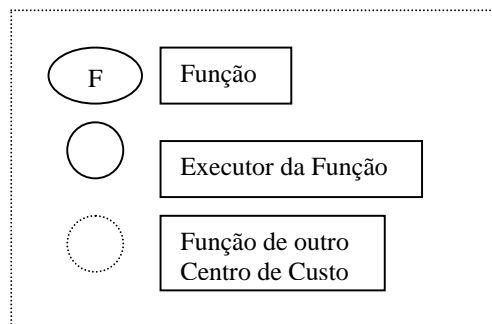 F
Função
Executor da Função
Função de outro
Centro de Custo